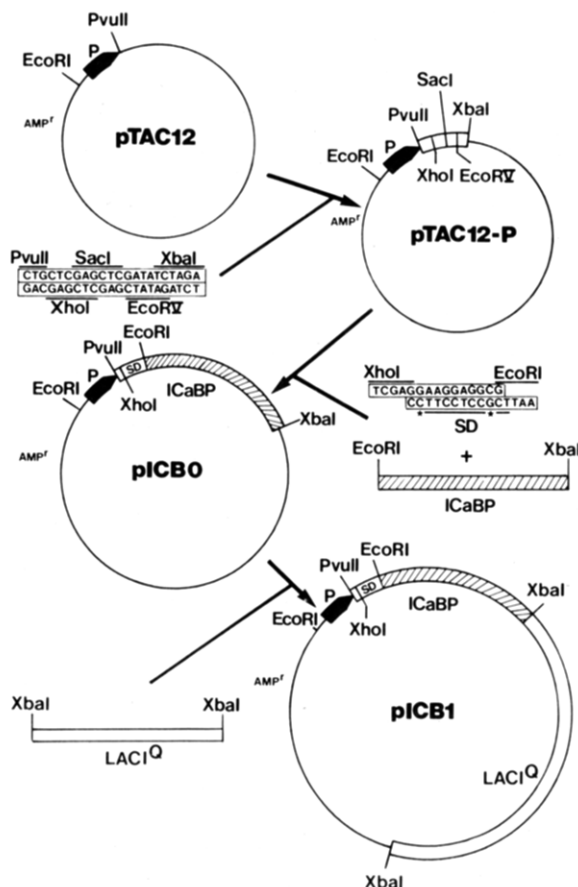 PvuII
EcoRI P
AMPʳ
pTAC12
SacI
PvuII XbaI
EcoRI P
XhoI EcoRV
AMPʳ
pTAC12-P
PvuII SacI XbaI
CTGCTCGAGCTCGATATCTAGA
GACGAGCTCGAGCTATAGATCT
XhoI EcoRV
EcoRI
PvuII
P SD ICaBP
EcoRI
XhoI
XbaI
AMPʳ
pICB0
XhoI EcoRI
TCGAGGAAGGAGGCG
CCTTCCTCCGCTTAA
* *
SD
+
EcoRI XbaI
ICaBP
EcoRI
PvuII
P SD ICaBP
EcoRI
XhoI
XbaI
AMPʳ
pICB1
XbaI XbaI
LACIQ
LACIQ
XbaI